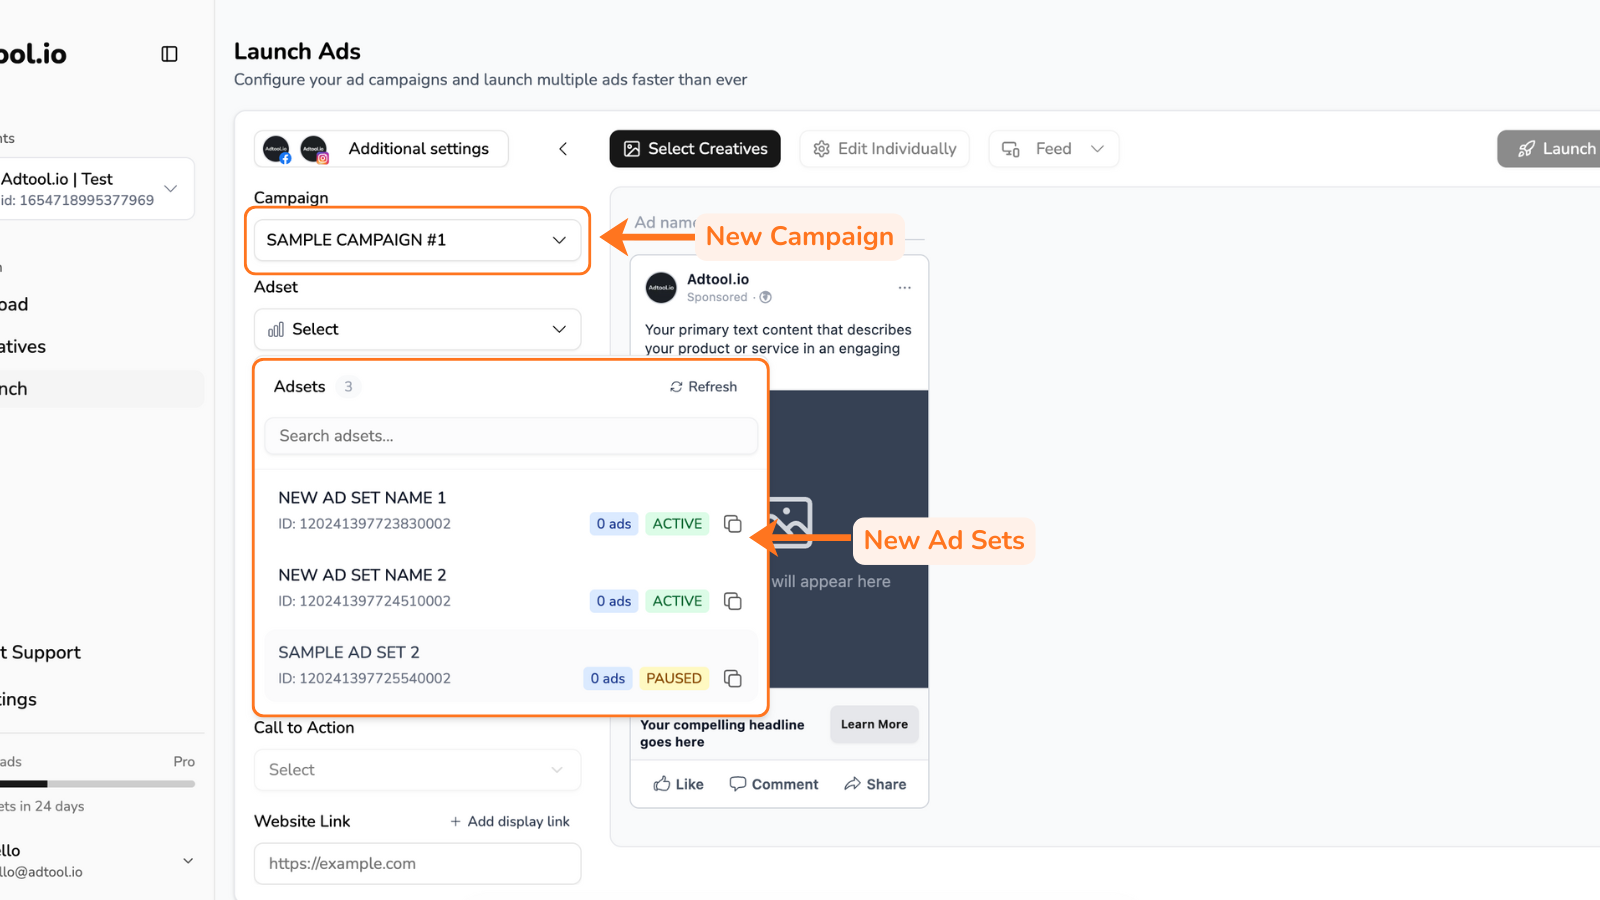 ool.io
Launch Ads
Configure your ad campaigns and launch multiple ads faster than ever
nts
Adtool.io | Test
id: 1654718995377969
oad
atives
nch
t Support
ings
ads
Pro
ets in 24 days
llo
llo@adtool.io
Additional settings
Select Creatives
Edit Individually
Feed
Launch
Campaign
SAMPLE CAMPAIGN #1
New Campaign
Adset
Select
Adsets 3
Refresh
Search adsets...
NEW AD SET NAME 1
ID: 120241397723830002
0 ads ACTIVE
NEW AD SET NAME 2
ID: 120241397724510002
0 ads ACTIVE
SAMPLE AD SET 2
ID: 120241397725540002
0 ads PAUSED
New Ad Sets
Call to Action
Select
Website Link
+ Add display link
https://example.com
Ad name
Adtool.io
Adtool.io
Sponsored ·
Your primary text content that describes
your product or service in an engaging
will appear here
Your compelling headline
goes here
Learn More
Like
Comment
Share